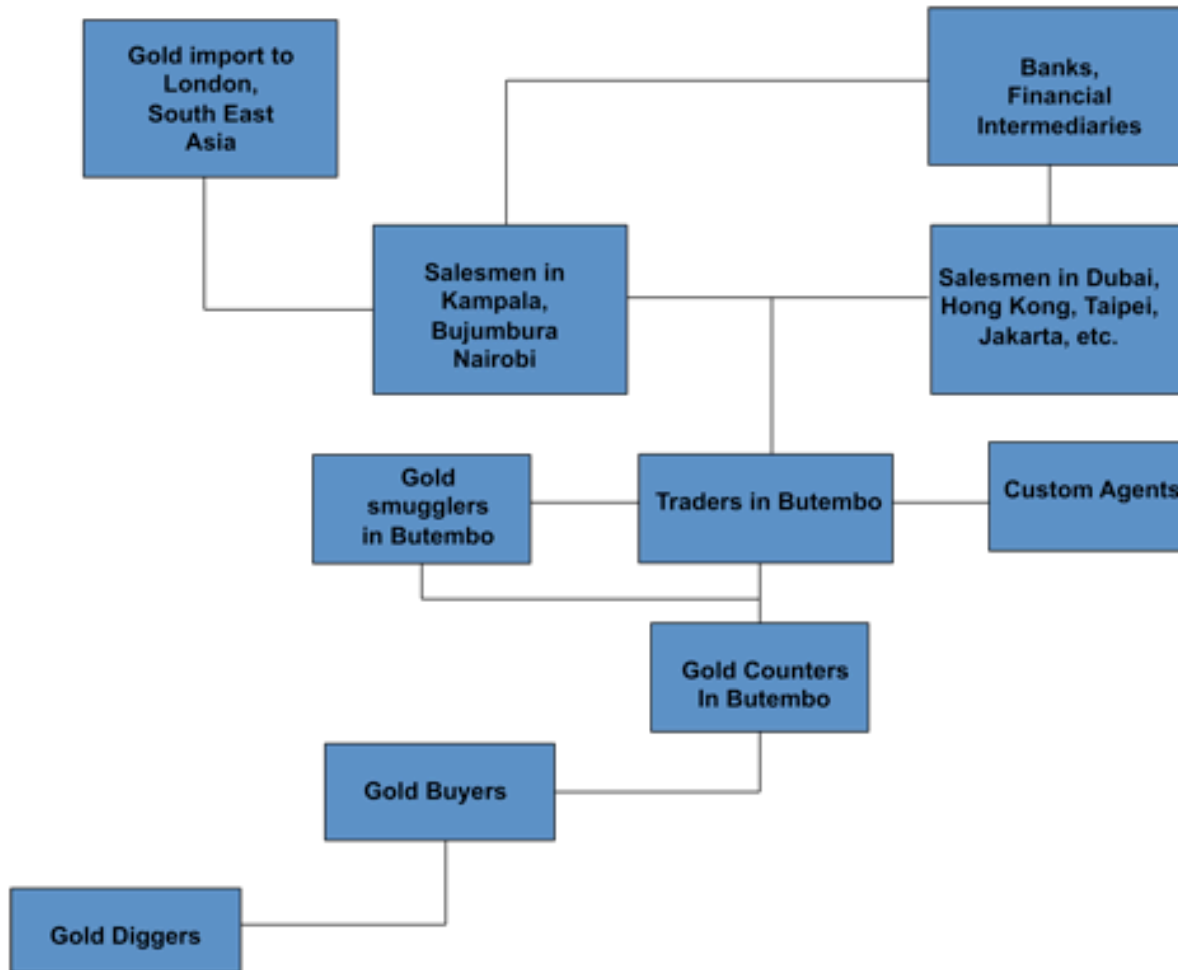 Gold import to
London,
South East
Asia
Banks,
Financial
Intermediaries
Salesmen in
Kampala,
Bujumbura
Nairobi
Salesmen in Dubai,
Hong Kong, Taipei,
Jakarta, etc.
Gold
smugglers
in Butembo
Traders in Butembo
Custom Agents
Gold Counters
In Butembo
Gold Buyers
Gold Diggers